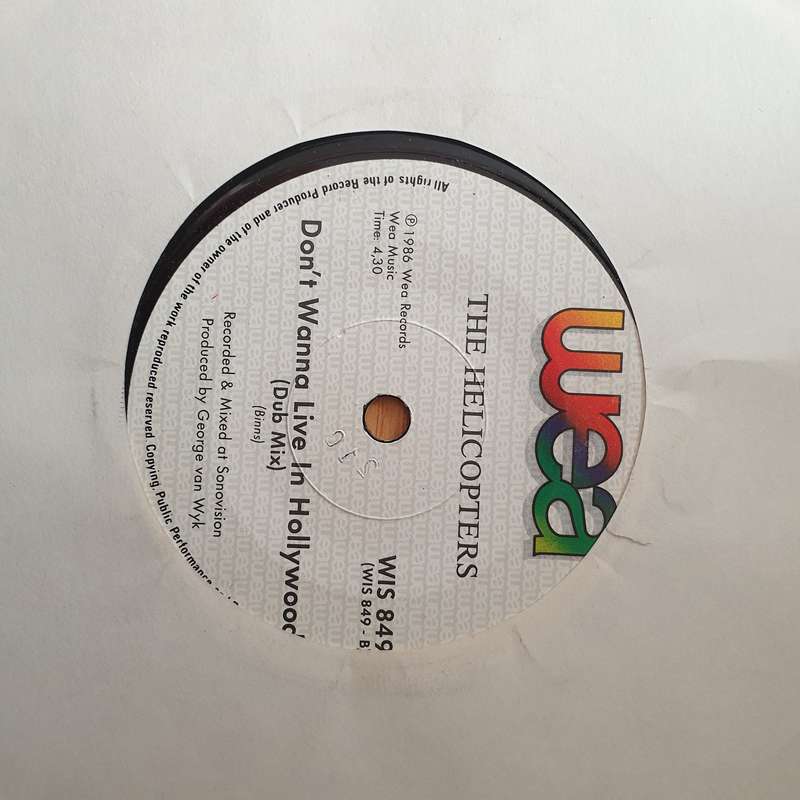 wea
THE HELICOPTERS
℗ 1986 Wea Records
Wea Music
Time: 4,30
WIS 849
(WIS 849 - B
Don't Wanna Live In Hollywood
(Dub Mix)
(Binns)
Recorded & Mixed at Sonovision
Produced by George van Wyk
All rights of the Record Producer and of the owner of the work reproduced reserved. Copying, Public Performance